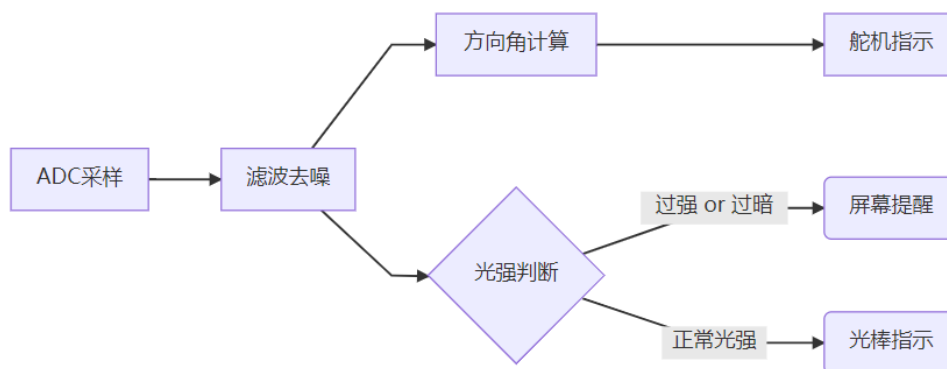 方向角计算
舵机指示
ADC采样
滤波去噪
过强 or 过暗
屏幕提醒
光强判断
正常光强
光棒指示